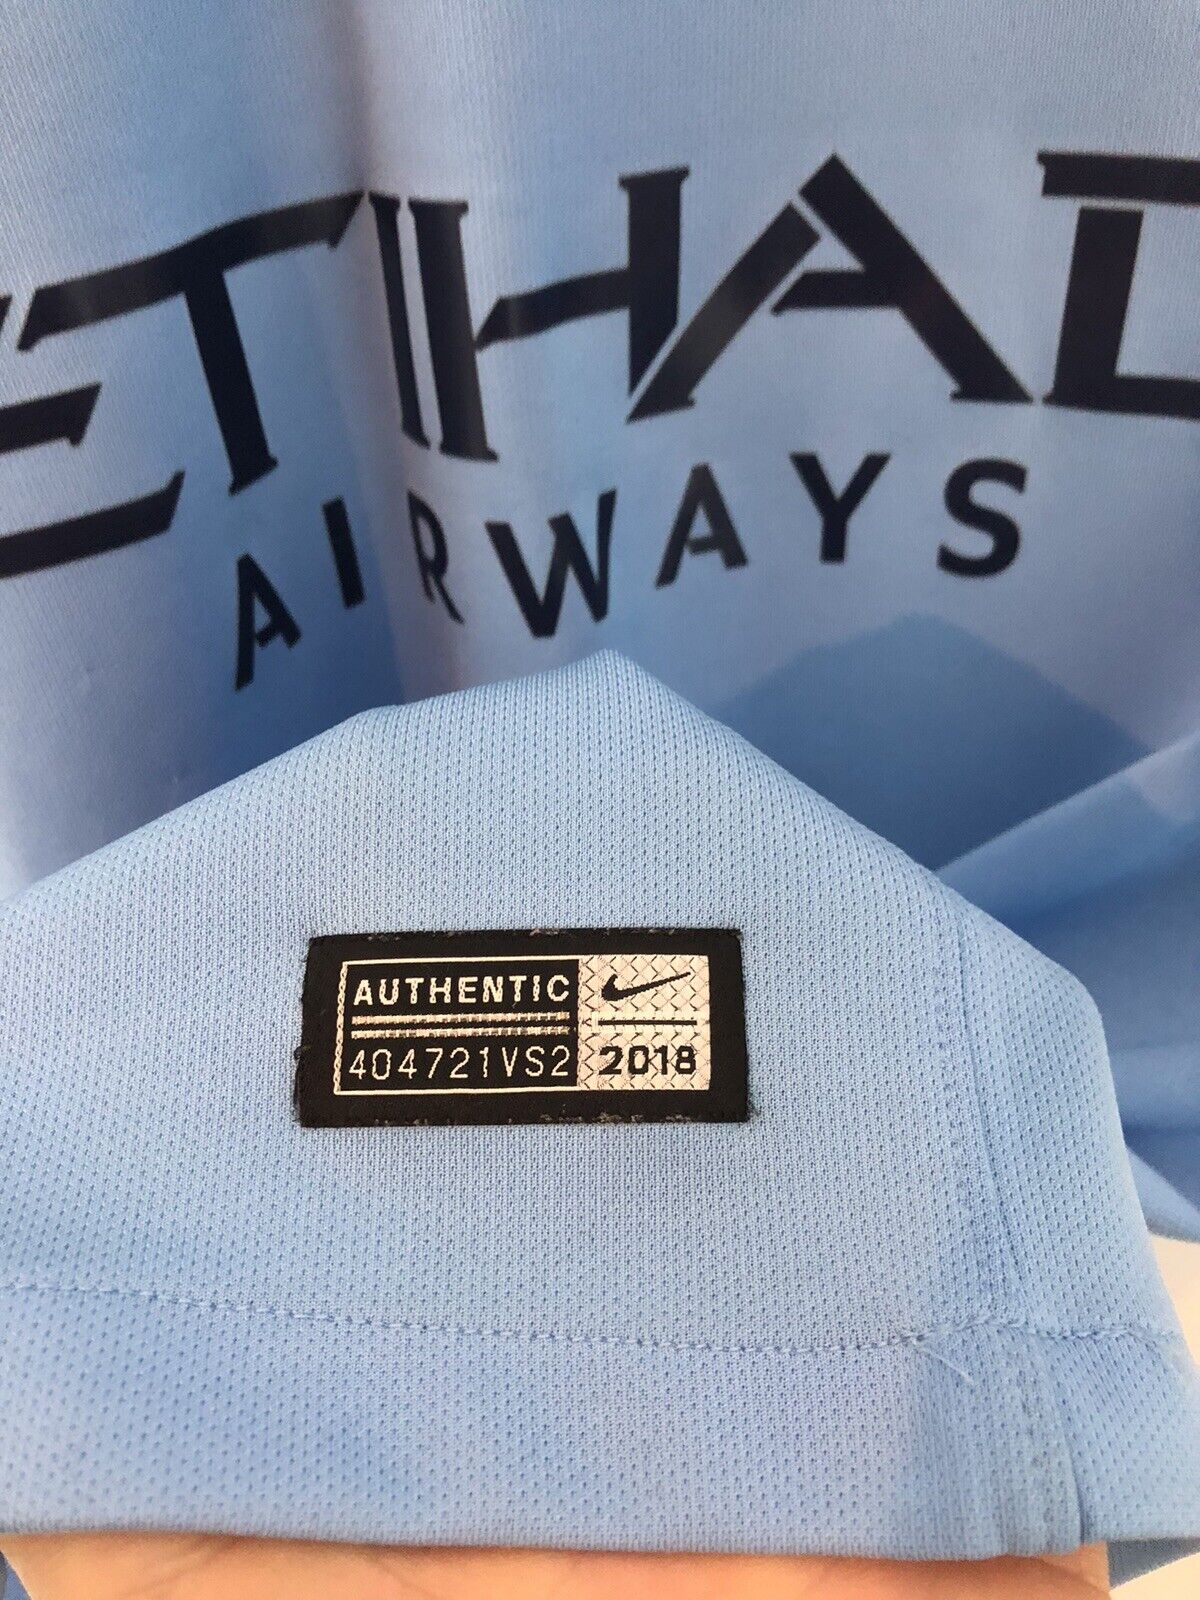 ETIHAD
AIRWAYS
AUTHENTIC
404721VS2
2018